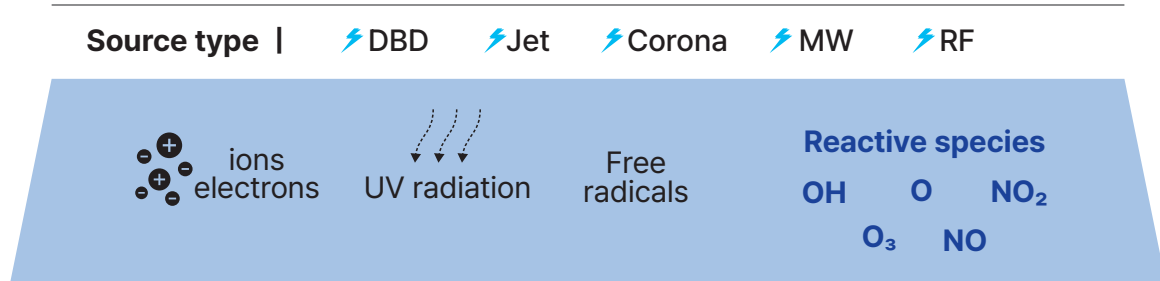 Source type | DBD Jet Corona MW RF
ions
electrons
UV radiation
Free
radicals
Reactive species
OH O NO₂
O₃ NO